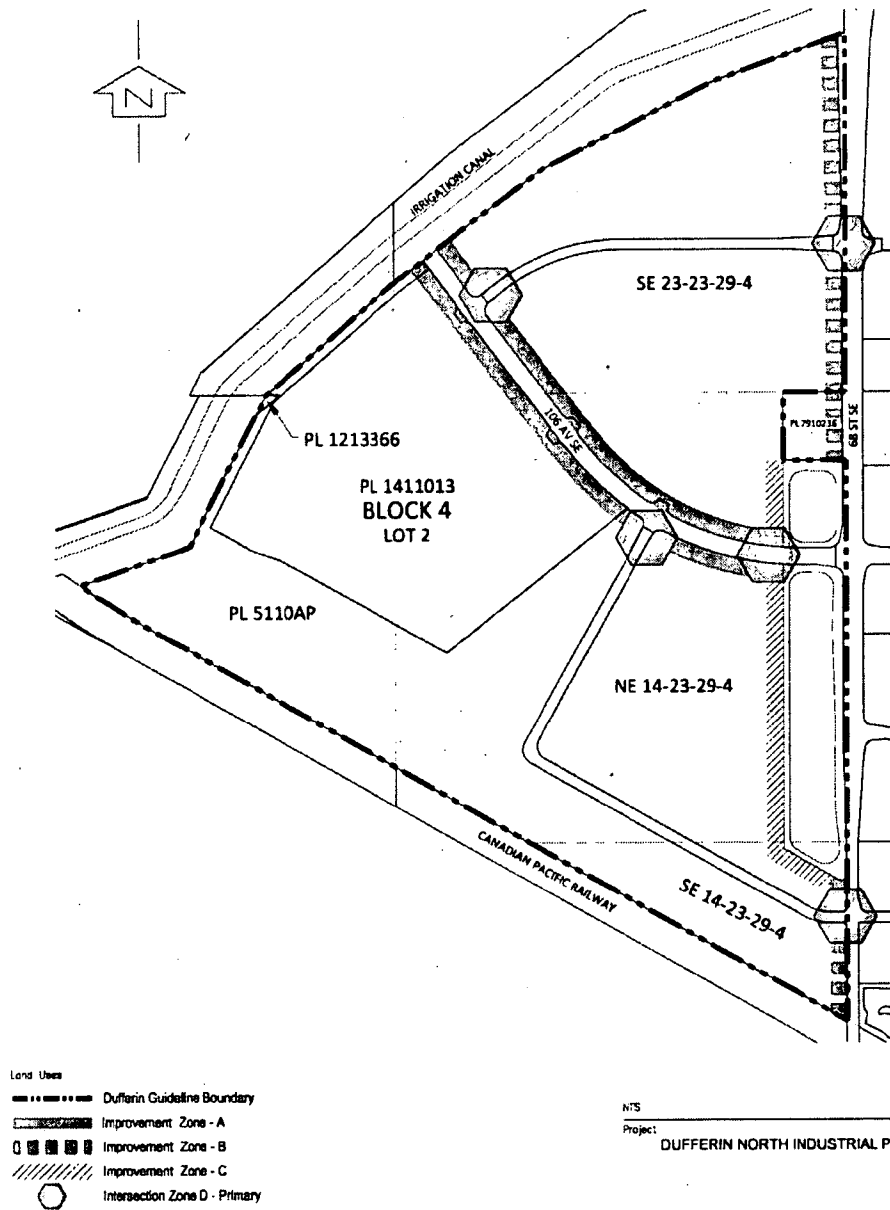 N
IRRIGATION CANAL
SE 23-23-29-4
PL 7910236
68 ST SE
106 AV SE
PL 1213366
PL 1411013
BLOCK 4
LOT 2
PL 5110AP
NE 14-23-29-4
CANADIAN PACIFIC RAILWAY
SE 14-23-29-4
Land Uses
Dufferin Guideline Boundary
Improvement Zone - A
Improvement Zone - B
Improvement Zone - C
Intersection Zone D - Primary
NTS
Project:
DUFFERIN NORTH INDUSTRIAL P